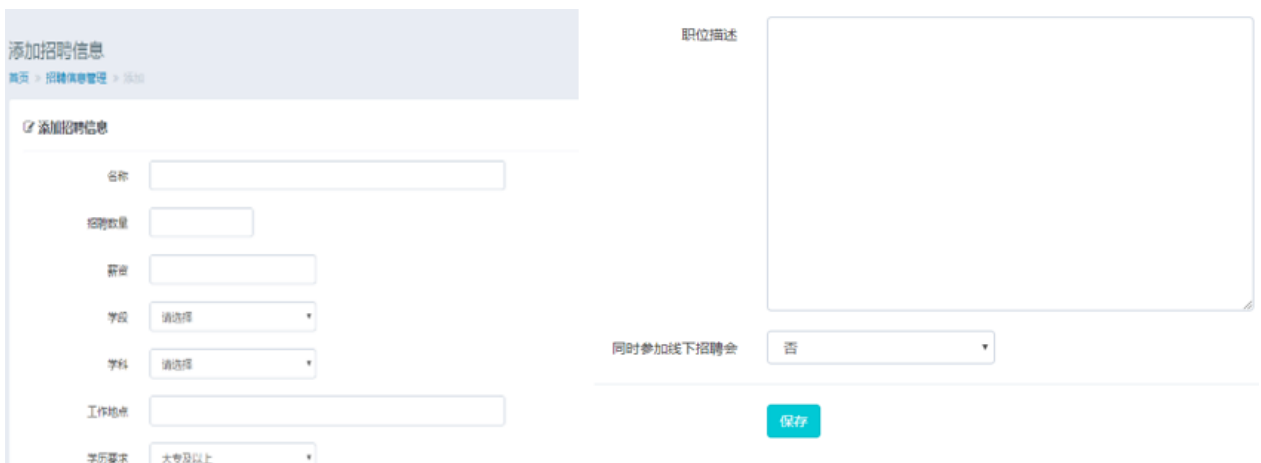 添加招聘信息
首页 > 招聘信息管理 > 添加
添加招聘信息
名称
招聘数量
薪资
学段 请选择
学科 请选择
工作地点
学历要求 大专及以上
职位描述
同时参加线下招聘会 否
保存